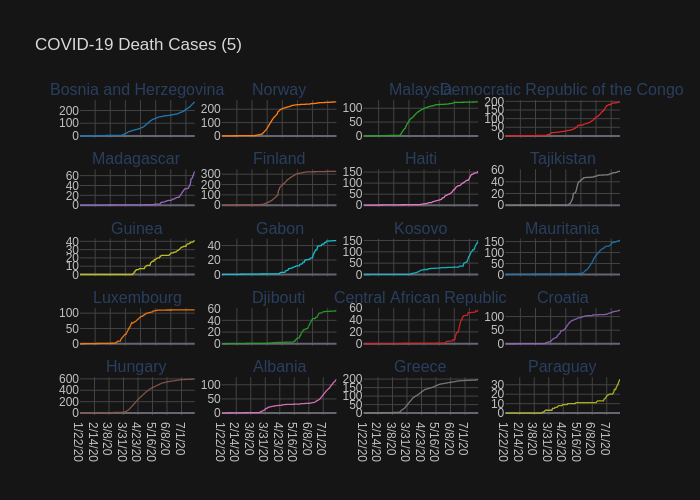 COVID-19 Death Cases (5)
Bosnia and Herzegovina Norway Malaysia Democratic Republic of the Congo
200 100 0
200 100 0
100 50 0
200 150 100 50 0
Madagascar Finland Haiti Tajikistan
60 40 20 0
300 200 100 0
150 100 50 0
60 40 20 0
Guinea Gabon Kosovo Mauritania
40 30 20 10 0
40 20 0
150 100 50 0
150 100 50 0
Luxembourg Djibouti Central African Republic Croatia
100 50 0
60 40 20 0
60 40 20 0
100 50 0
Hungary Albania Greece Paraguay
600 400 200 0
100 50 0
200 150 100 50 0
30 20 10 0
1/22/20 2/14/20 3/8/20 3/31/20 4/23/20 5/16/20 6/8/20 7/1/20
1/22/20 2/14/20 3/8/20 3/31/20 4/23/20 5/16/20 6/8/20 7/1/20
1/22/20 2/14/20 3/8/20 3/31/20 4/23/20 5/16/20 6/8/20 7/1/20
1/22/20 2/14/20 3/8/20 3/31/20 4/23/20 5/16/20 6/8/20 7/1/20